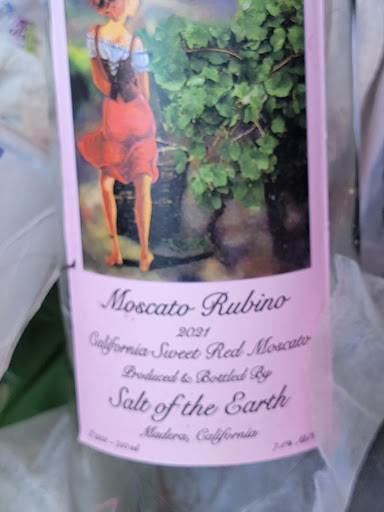 Moscato Rubino
2021
California Sweet Red Moscato
Produced & Bottled By
Salt of the Earth
Madera, California